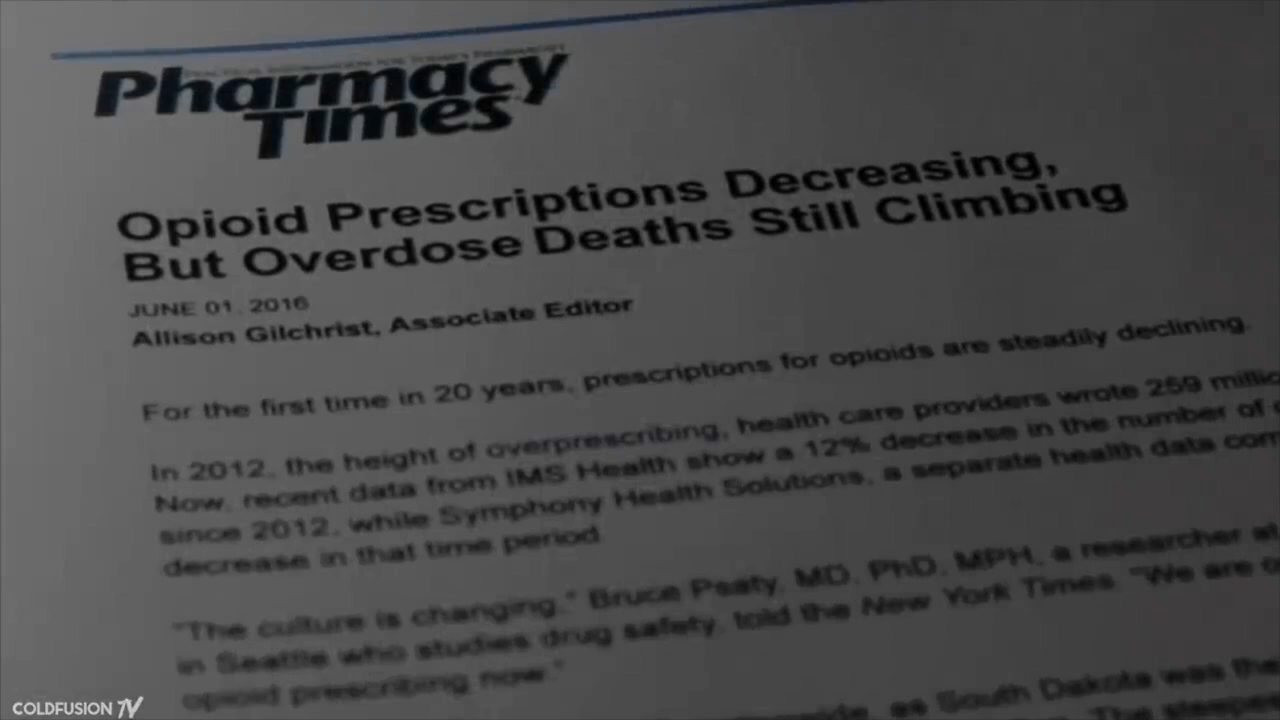 Pharmacy
Times
Opioid Prescriptions Decreasing,
But Overdose Deaths Still Climbing
JUNE 01, 2016
Allison Gilchrist, Associate Editor
For the first time in 20 years, prescriptions for opioids are steadily declining.
In 2012, the height of overprescribing, health care providers wrote 259
Now, recent data from IMS Health show a 12% decrease in the number of
since 2012, while Symphony Health Solutions, a separate health data
decrease in that time period.
"The culture is changing," Bruce Psaty, MD, PhD, MPH, a researcher
in Seattle who studies drug safety, told the New York Times. "We are
opioid prescribing now."
as South Dakota was the
The
COLDFUSION TV